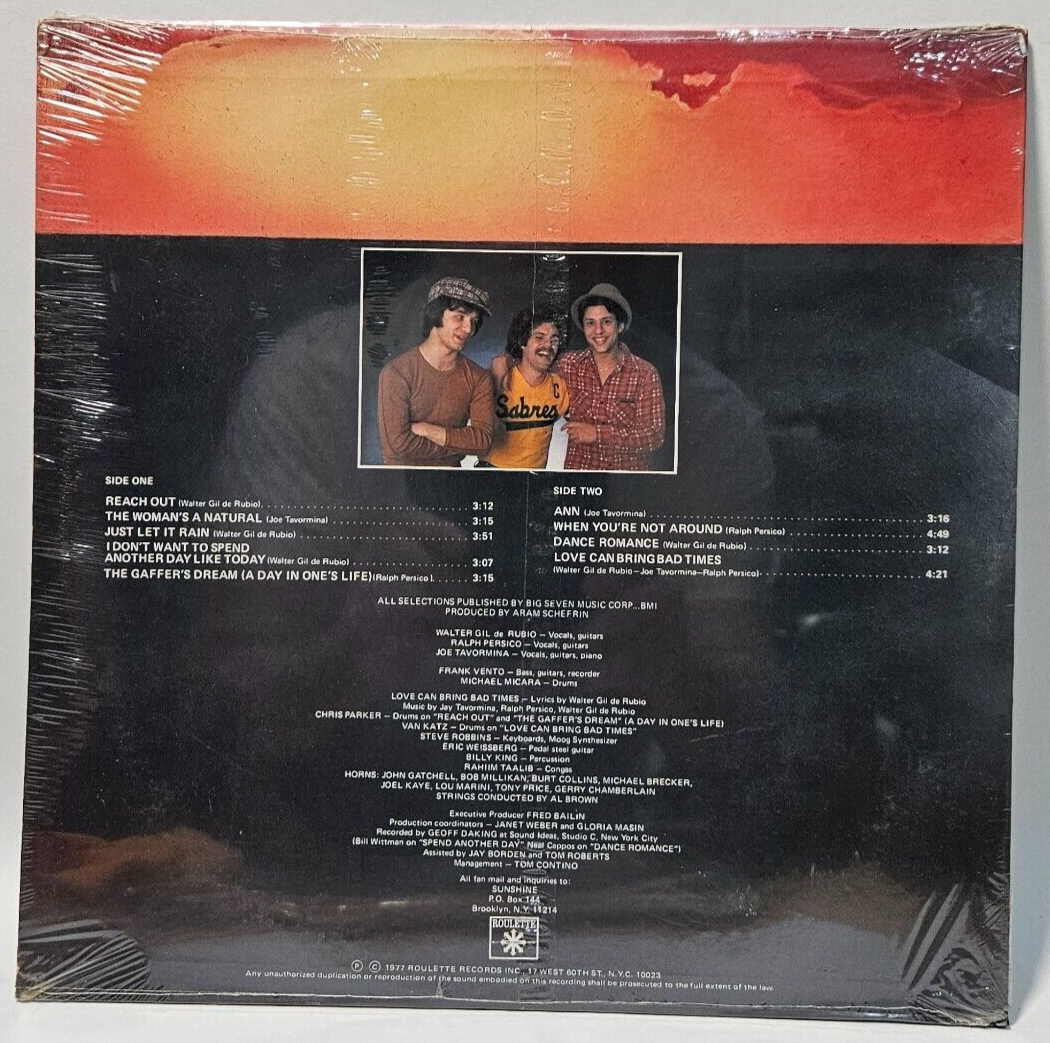 C
Sabres
SIDE ONE
REACH OUT (Walter Gil de Rubio) 3:12
THE WOMAN'S A NATURAL (Joe Tavormina) 3:15
JUST LET IT RAIN (Walter Gil de Rubio) 3:51
I DON'T WANT TO SPEND
ANOTHER DAY LIKE TODAY (Walter Gil de Rubio) 3:07
THE GAFFER'S DREAM (A DAY IN ONE'S LIFE) (Ralph Persico) 3:15
SIDE TWO
ANN (Joe Tavormina) 3:16
WHEN YOU'RE NOT AROUND (Ralph Persico) 4:49
DANCE ROMANCE (Walter Gil de Rubio) 3:12
LOVE CAN BRING BAD TIMES
(Walter Gil de Rubio—Joe Tavormina—Ralph Persico) 4:21
ALL SELECTIONS PUBLISHED BY BIG SEVEN MUSIC CORP...BMI
PRODUCED BY ARAM SCHEFRIN
WALTER GIL de RUBIO — Vocals, guitars
RALPH PERSICO — Vocals, guitars
JOE TAVORMINA — Vocals, guitars, piano
FRANK VENTO — Bass, guitars, recorder
MICHAEL MICARA — Drums
LOVE CAN BRING BAD TIMES — Lyrics by Walter Gil de Rubio
Music by Jay Tavormina, Ralph Persico, Walter Gil de Rubio
CHRIS PARKER — Drums on "REACH OUT" and "THE GAFFER'S DREAM" (A DAY IN ONE'S LIFE)
VAN KATZ — Drums on "LOVE CAN BRING BAD TIMES"
STEVE ROBBINS — Keyboards, Moog Synthesizer
ERIC WEISSBERG — Pedal steel guitar
BILLY KING — Percussion
RAHIIM TAALIB — Congas
HORNS: JOHN GATCHELL, BOB MILLIKAN, BURT COLLINS, MICHAEL BRECKER,
JOEL KAYE, LOU MARINI, TONY PRICE, GERRY CHAMBERLAIN
STRINGS CONDUCTED BY AL BROWN
Executive Producer FRED BAILIN
Production coordinators — JANET WEBER and GLORIA MASIN
Recorded by GEOFF DAKING at Sound Ideas, Studio C, New York City
(Bill Wittman on "SPEND ANOTHER DAY" Neal Ceppos on "DANCE ROMANCE")
Assisted by JAY BORDEN and TOM ROBERTS
Management — TOM CONTINO
All fan mail and inquiries to:
SUNSHINE
P.O. Box 144
Brooklyn, N.Y. 11214
ROULETTE
℗ © 1977 ROULETTE RECORDS INC., 17 WEST 60TH ST., N.Y.C. 10023
Any unauthorized duplication or reproduction of the sound embodied on this recording shall be prosecuted to the full extent of the law.